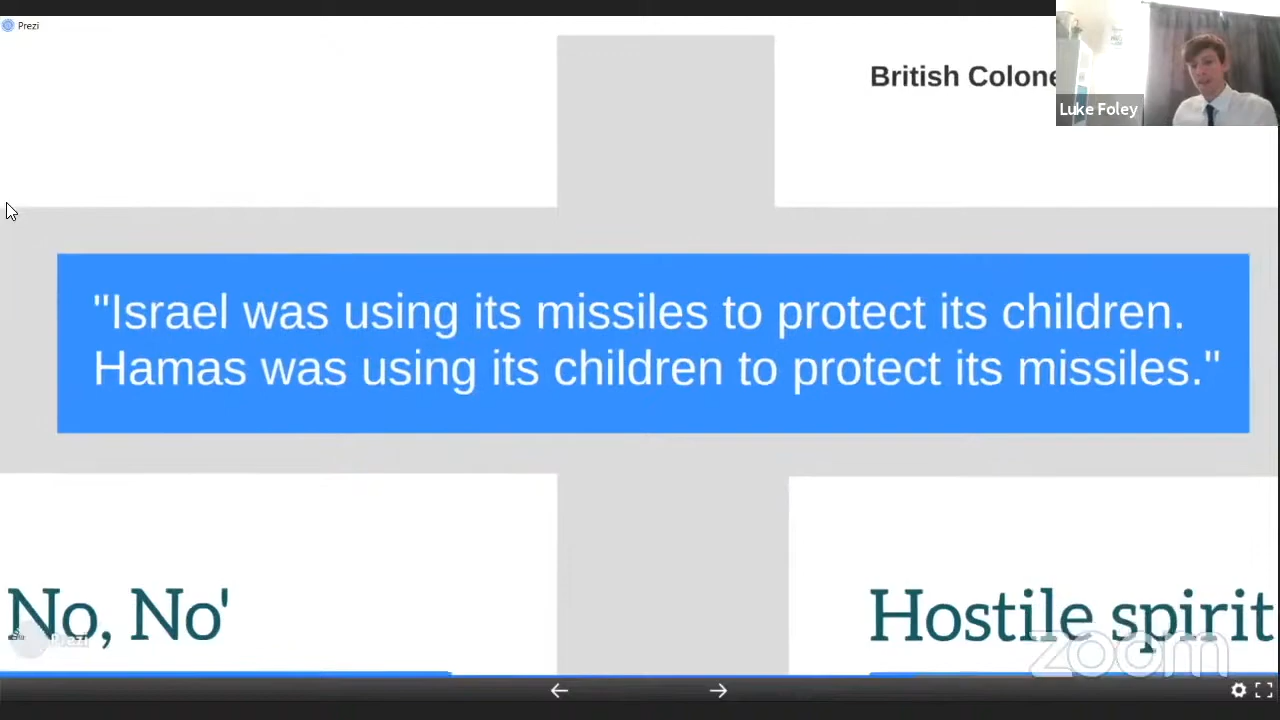 Prezi
British Colone
Luke Foley
"Israel was using its missiles to protect its children.
Hamas was using its children to protect its missiles."
No, No'
Hostile spirit
Prezi
zoom